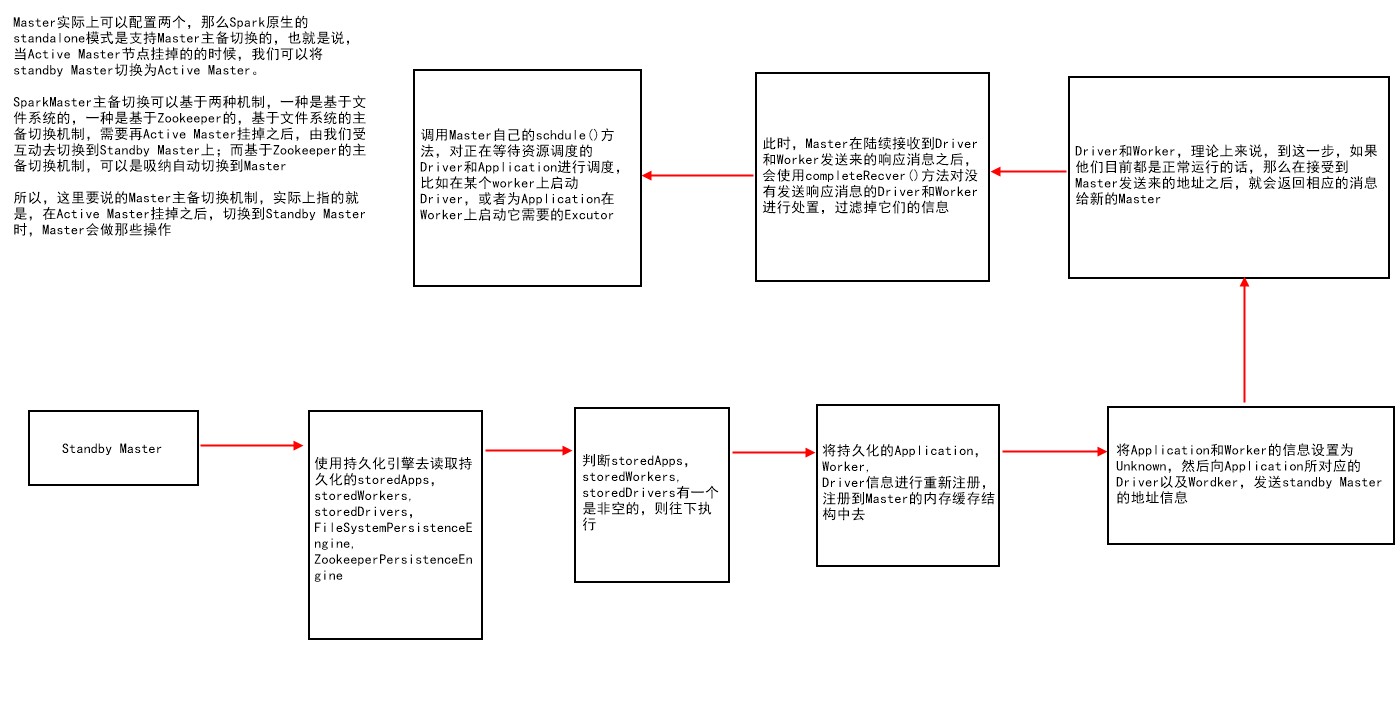 Master实际上可以配置两个，那么Spark原生的
standalone模式是支持Master主备切换的，也就是说，
当Active Master节点挂掉的的时候，我们可以将
standby Master切换为Active Master。
SparkMaster主备切换可以基于两种机制，一种是基于文
件系统的，一种是基于Zookeeper的，基于文件系统的主
备切换机制，需要再Active Master挂掉之后，由我们受
互动去切换到Standby Master上；而基于Zookeeper的主
备切换机制，可以是吸纳自动切换到Master
所以，这里要说的Master主备切换机制，实际上指的就
是，在Active Master挂掉之后，切换到Standby Master
时，Master会做那些操作
调用Master自己的schdule()方
法，对正在等待资源调度的
Driver和Application进行调度，
比如在某个worker上启动
Driver，或者为Application在
Worker上启动它需要的Excutor
此时，Master在陆续接收到Driver
和Worker发送来的响应消息之后，
会使用completeRecver()方法对没
有发送响应消息的Driver和Worker
进行处置，过滤掉它们的信息
Driver和Worker，理论上来说，到这一步，如果
他们目前都是正常运行的话，那么在接受到
Master发送来的地址之后，就会返回相应的消息
给新的Master
Standby Master
使用持久化引擎去读取持
久化的storedApps，
storedWorkers,
storedDrivers，
FileSystemPersistenceE
ngine,
ZookeeperPersistenceEn
gine
判断storedApps，
storedWorkers,
storedDrivers有一个
是非空的，则往下执
行
将持久化的Application，
Worker,
Driver信息进行重新注册，
注册到Master的内存缓存结
构中去
将Application和Worker的信息设置为
Unknown，然后向Application所对应的
Driver以及Wordker，发送standby Master
的地址信息